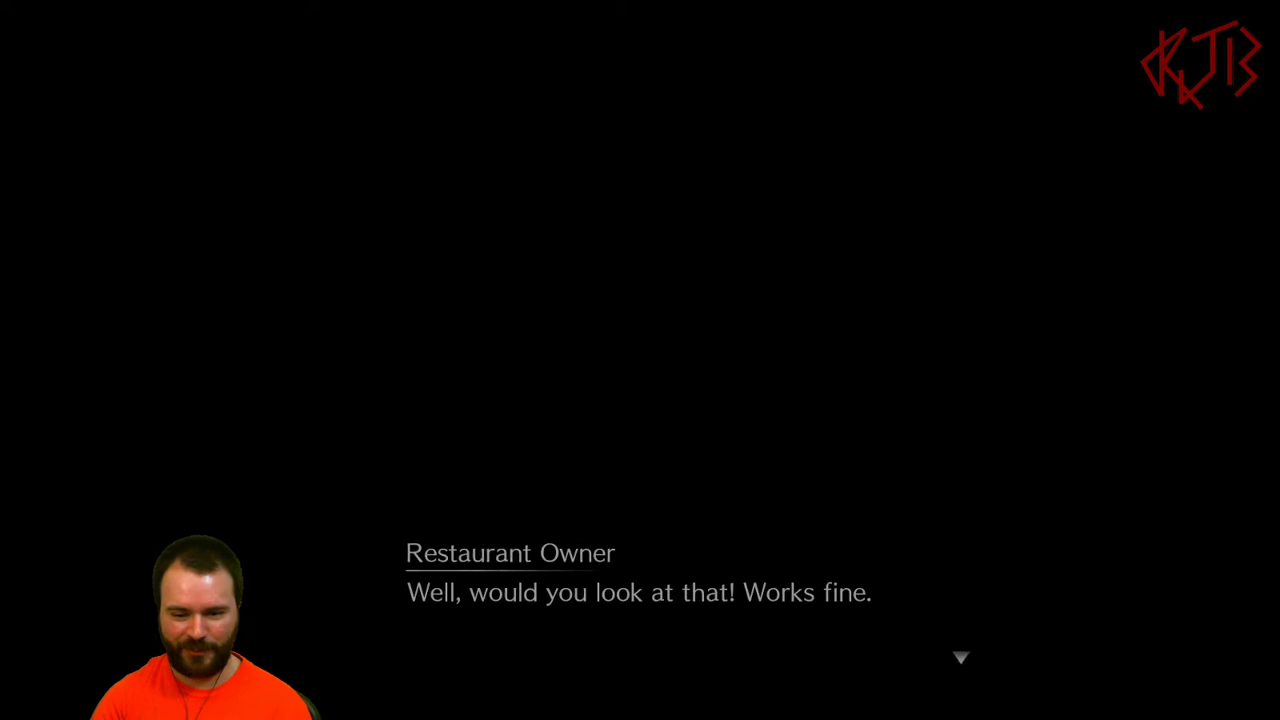 Restaurant Owner
Well, would you look at that! Works fine.